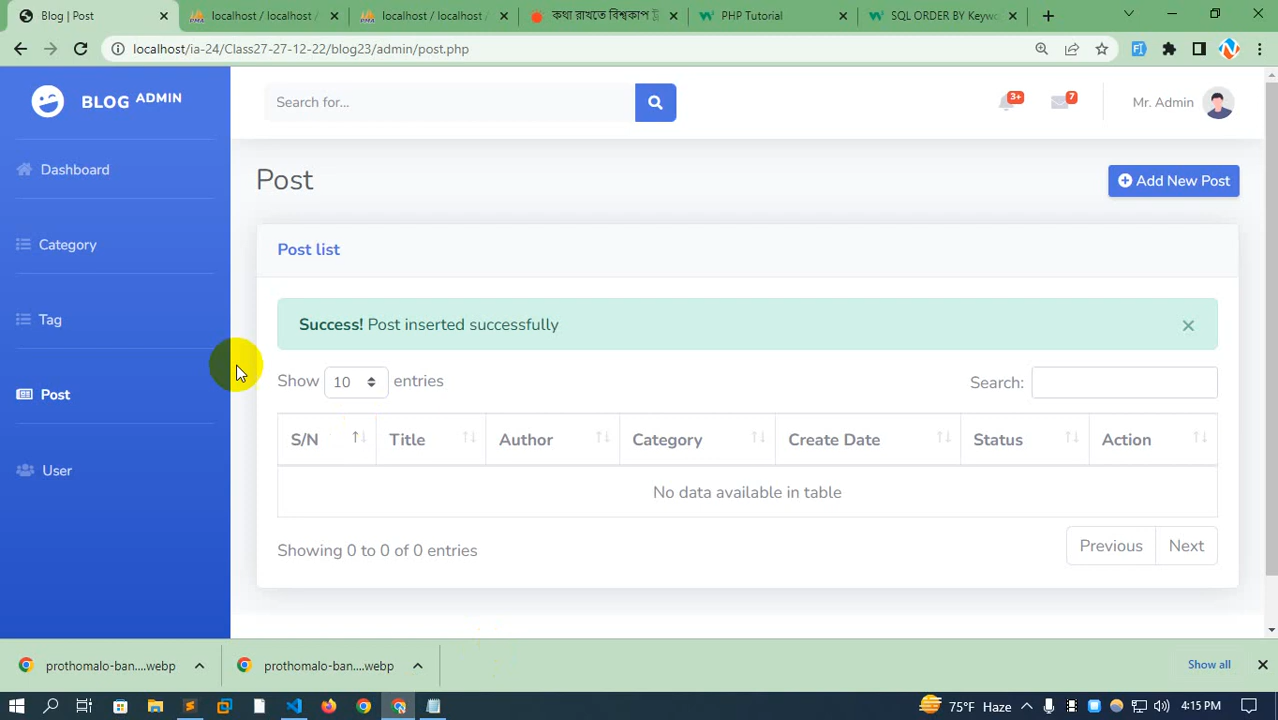 Blog | Post
localhost / localhost /
localhost / localhost /
কথা রাখতে বিশ্বকাপ
PHP Tutorial
SQL ORDER BY Keyw
localhost/ia-24/Class27-27-12-22/blog23/admin/post.php
BLOG ADMIN
Search for...
3+
7
Mr. Admin
Dashboard
Category
Tag
Post
User
Post
Add New Post
Post list
Success! Post inserted successfully
Show 10 entries
Search:
S/N Title Author Category Create Date Status Action
No data available in table
Showing 0 to 0 of 0 entries
Previous Next
prothomalo-ban....webp
prothomalo-ban....webp
Show all
75°F Haze
4:15 PM